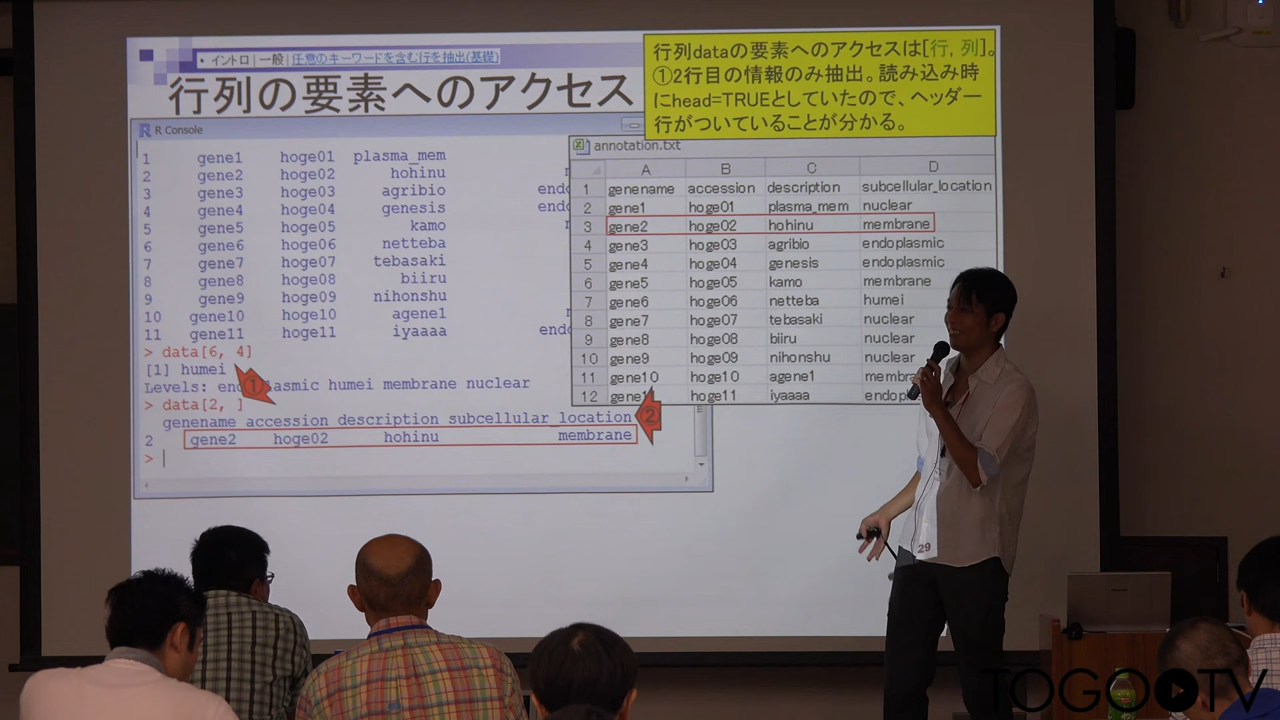 • イントロ | 一般 | 任意のキーワードを含む行を抽出(基礎)
行列の要素へのアクセス
行列dataの要素へのアクセスは[行, 列]。
①2行目の情報のみ抽出。読み込み時
にhead=TRUEとしていたので、ヘッダー
行がついていることが分かる。
R Console
1 gene1 hoge01 plasma_mem
2 gene2 hoge02 hohinu
3 gene3 hoge03 agribio
4 gene4 hoge04 genesis
5 gene5 hoge05 kamo
6 gene6 hoge06 netteba
7 gene7 hoge07 tebasaki
8 gene8 hoge08 biiru
9 gene9 hoge09 nihonshu
10 gene10 hoge10 agene1
11 gene11 hoge11 iyaaaa
> data[6, 4]
[1] humei
Levels: humei membrane nuclear
> data[2, ]
genename accession description subcellular_location
2 gene2 hoge02 hohinu membrane
>
①
②
annotation.txt
A B C D
1 genename accession description subcellular_location
2 gene1 hoge01 plasma_mem nuclear
3 gene2 hoge02 hohinu membrane
4 gene3 hoge03 agribio endoplasmic
5 gene4 hoge04 genesis endoplasmic
6 gene5 hoge05 kamo membrane
7 gene6 hoge06 netteba humei
8 gene7 hoge07 tebasaki nuclear
9 gene8 hoge08 biiru nuclear
10 gene9 hoge09 nihonshu nuclear
11 gene10 hoge10 agene1
12 hoge11 iyaaaa
29
TOGOTV